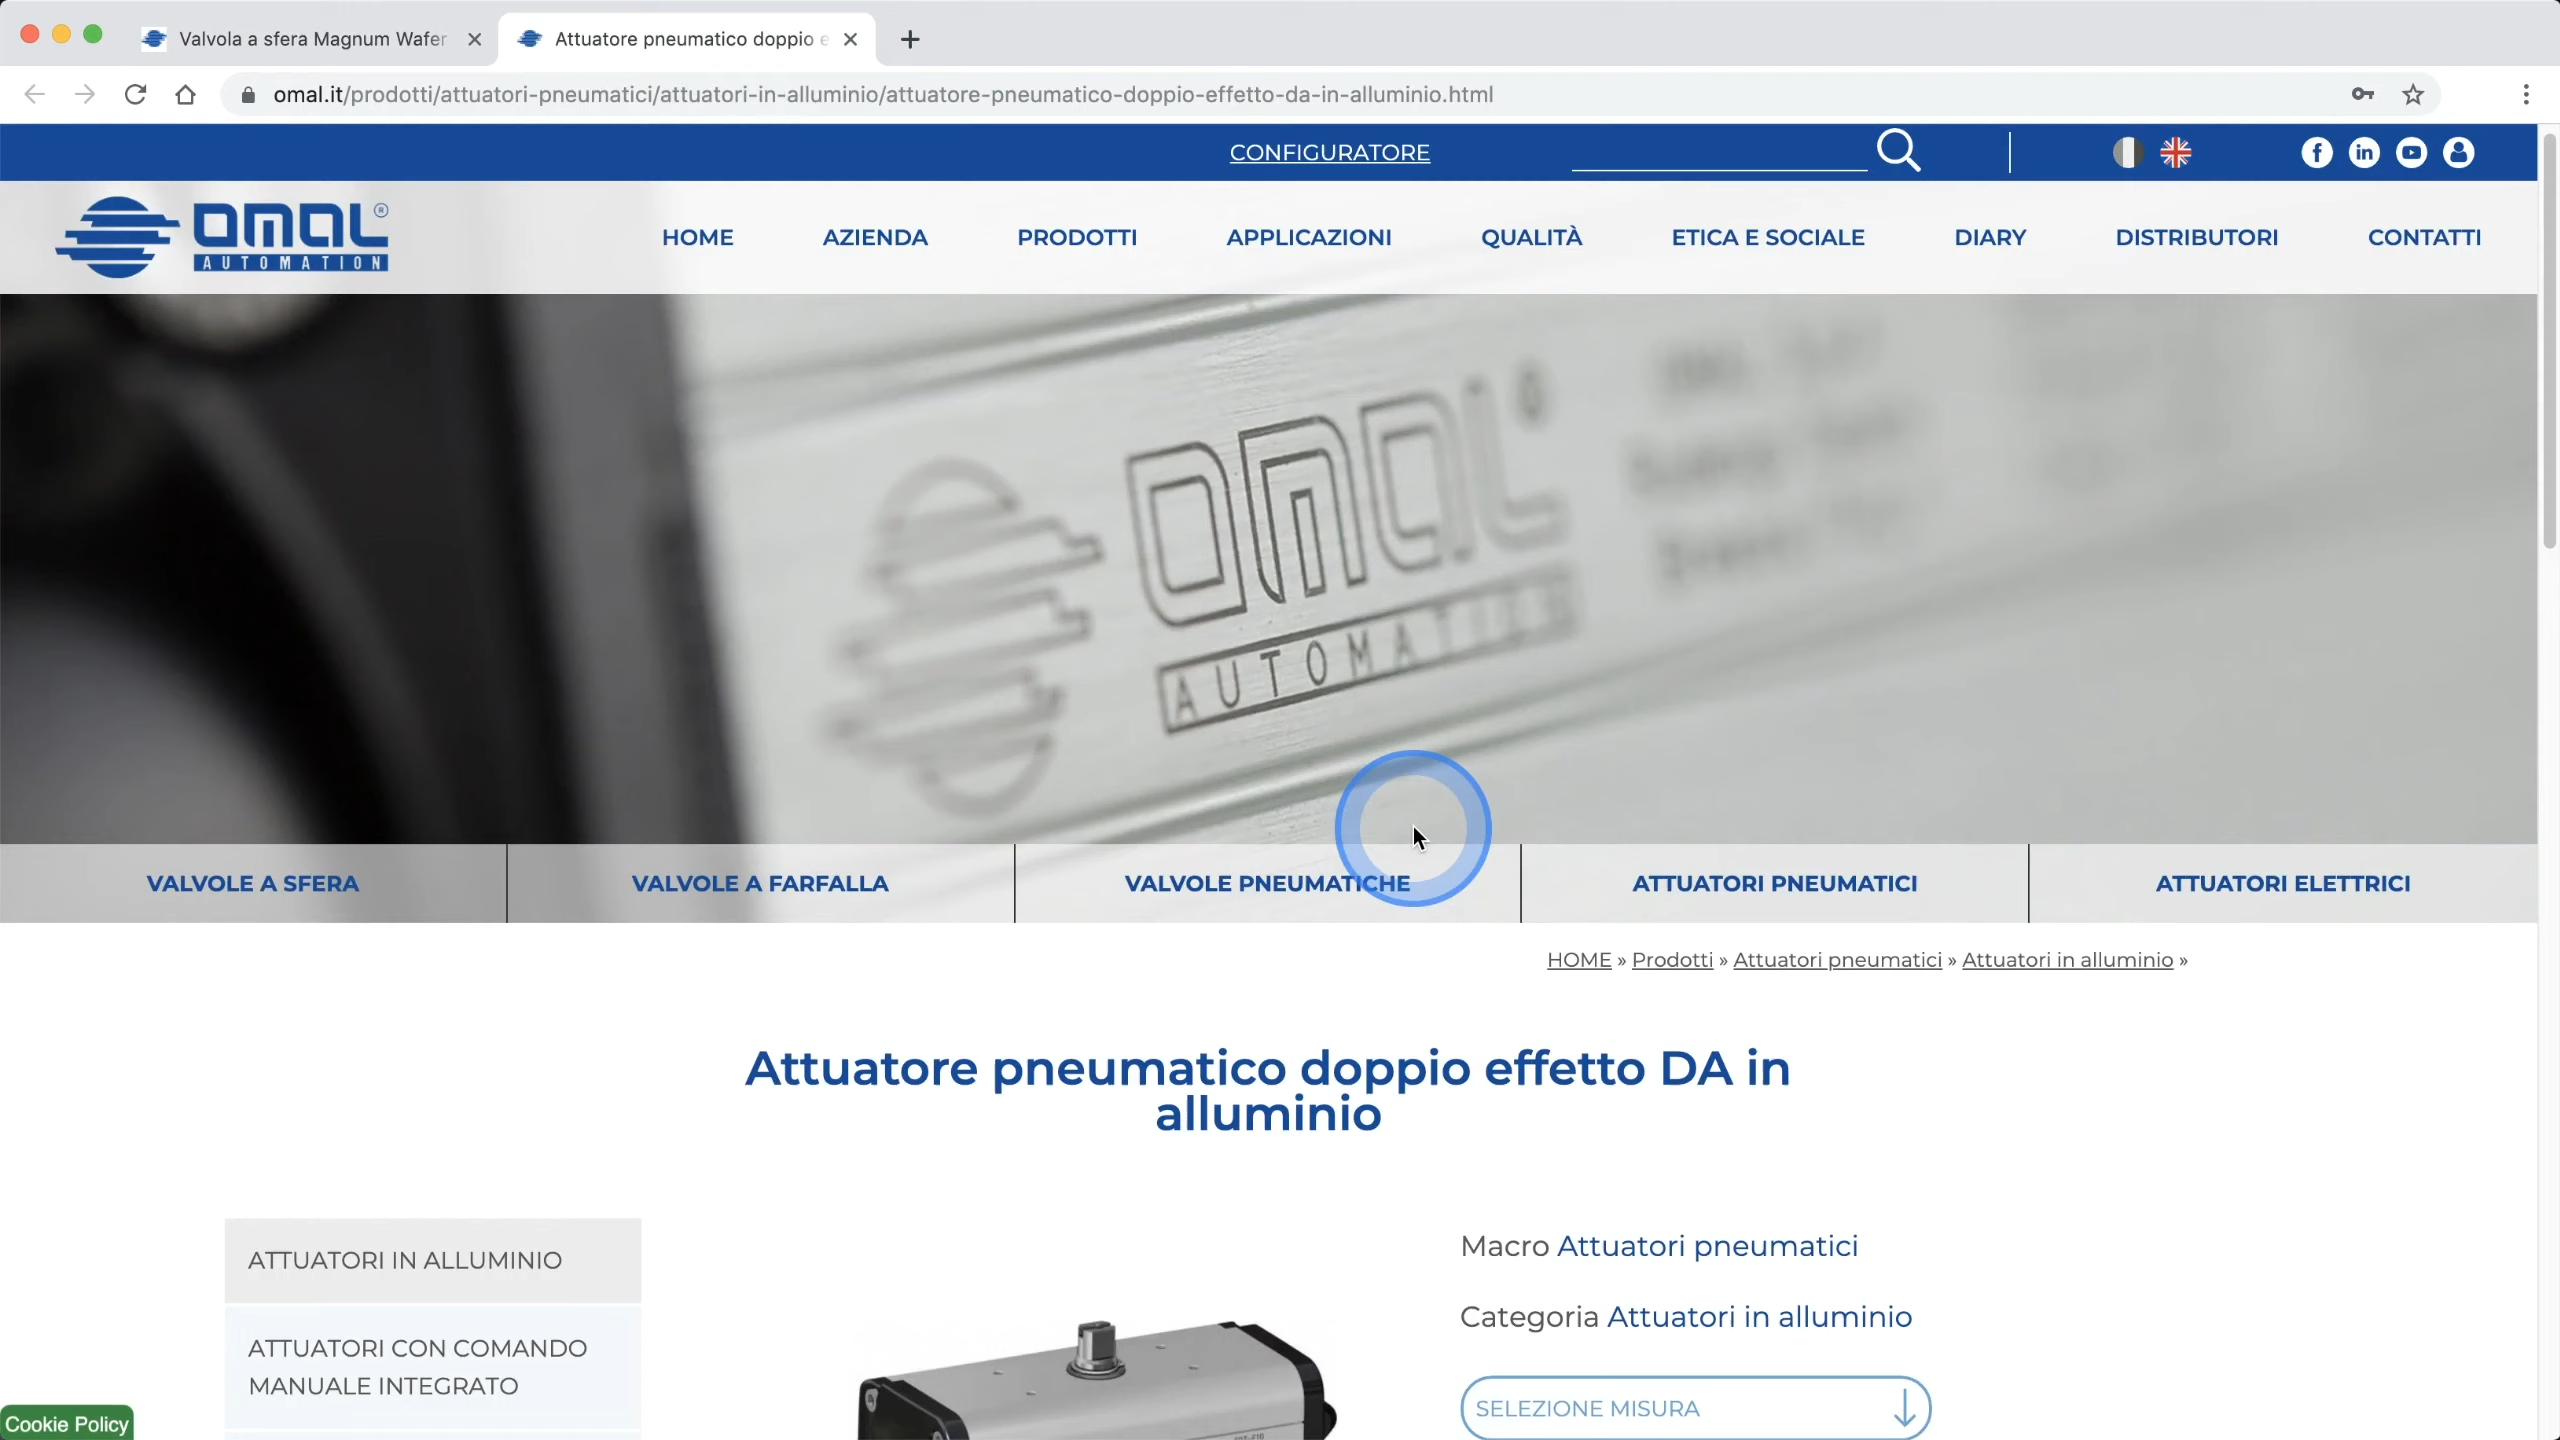 Valvola a sfera Magnum Wafer
Attuatore pneumatico doppio e
omal.it/prodotti/attuatori-pneumatici/attuatori-in-alluminio/attuatore-pneumatico-doppio-effetto-da-in-alluminio.html
CONFIGURATORE
OMAL®
AUTOMATION
HOME
AZIENDA
PRODOTTI
APPLICAZIONI
QUALITÀ
ETICA E SOCIALE
DIARY
DISTRIBUTORI
CONTATTI
OMAL
AUTOMATION
VALVOLE A SFERA
VALVOLE A FARFALLA
VALVOLE PNEUMATICHE
ATTUATORI PNEUMATICI
ATTUATORI ELETTRICI
HOME » Prodotti » Attuatori pneumatici » Attuatori in alluminio »
Attuatore pneumatico doppio effetto DA in
alluminio
ATTUATORI IN ALLUMINIO
ATTUATORI CON COMANDO
MANUALE INTEGRATO
Macro Attuatori pneumatici
Categoria Attuatori in alluminio
SELEZIONE MISURA
Cookie Policy